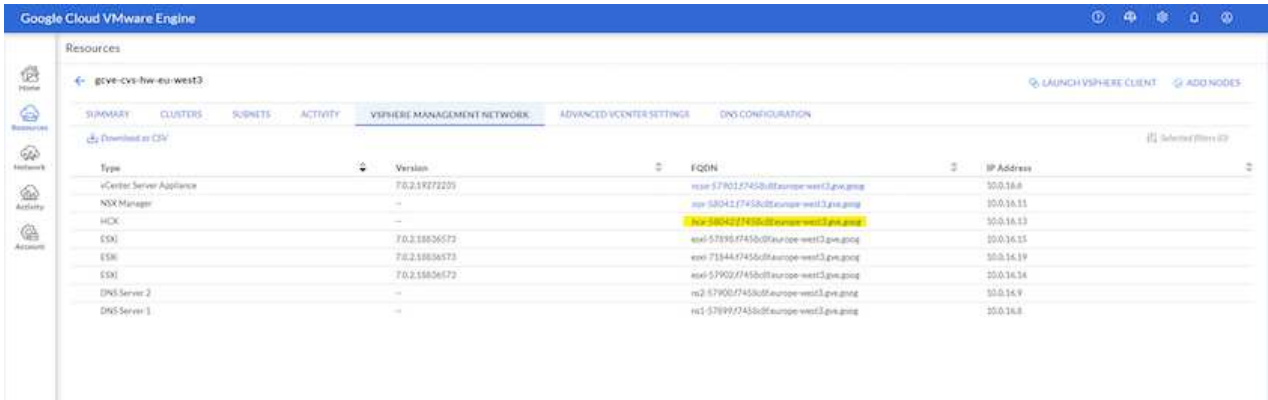 Google Cloud VMware Engine
Resources
gcve-cvs-hw-eu-west3
LAUNCH VSPHERE CLIENT ADD NODES
SUMMARY CLUSTERS SUBNETS ACTIVITY VSPHERE MANAGEMENT NETWORK ADVANCED VCENTER SETTINGS DNS CONFIGURATION
Download as CSV
Selected filters (0)
Home
Resources
Network
Activity
Account
Type Version FQDN IP Address
vCenter Server Appliance 7.0.2.19272235 10.0.16.6
NSX Manager -- 10.0.16.11
HCX -- 10.0.16.13
ESXi 7.0.2.18836573 10.0.16.15
ESXi 7.0.2.18836573 10.0.16.19
ESXi 7.0.2.18836573 10.0.16.14
DNS Server 2 -- 10.0.16.9
DNS Server 1 -- 10.0.16.8